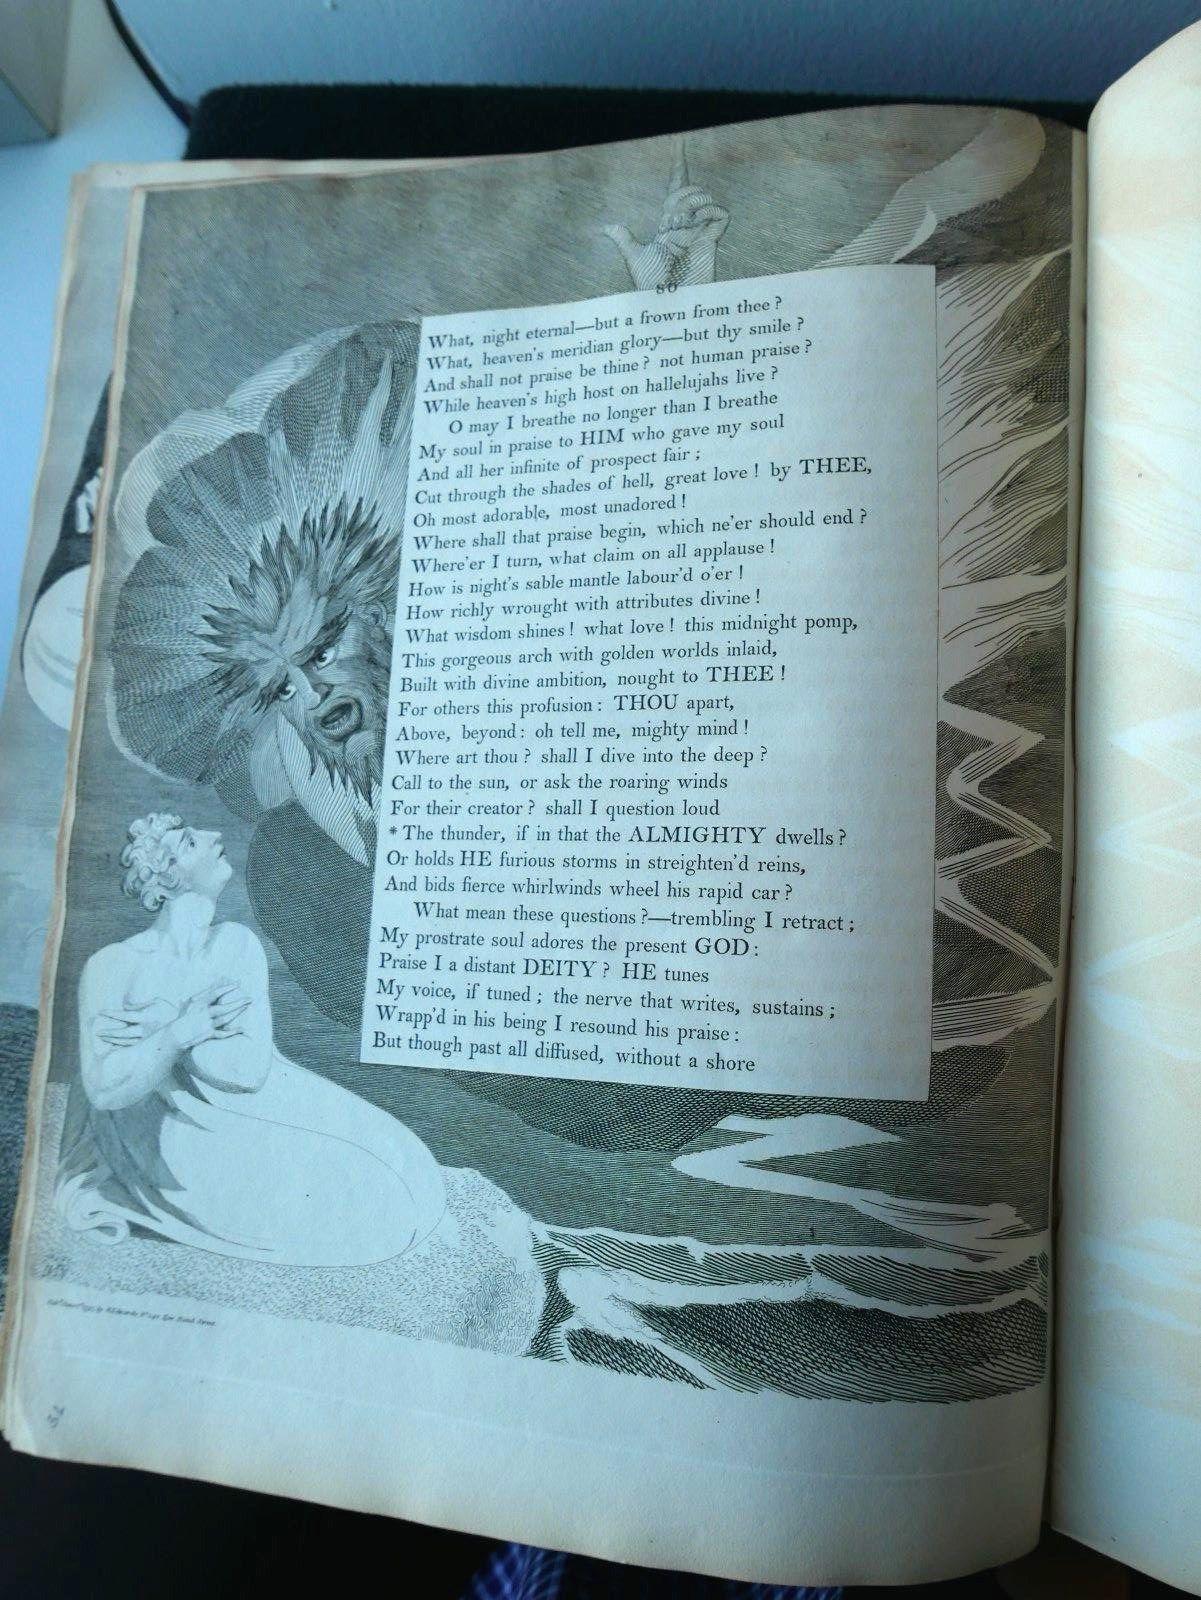 80
What, night eternal—but a frown from thee?
What, heaven's meridian glory—but thy smile?
And shall not praise be thine? not human praise?
While heaven's high host on hallelujahs live?
O may I breathe no longer than I breathe
My soul in praise to HIM who gave my soul
And all her infinite of prospect fair;
Cut through the shades of hell, great love! by THEE,
Oh most adorable, most unadored!
Where shall that praise begin, which ne'er should end?
Where'er I turn, what claim on all applause!
How is night's sable mantle labour'd o'er!
How richly wrought with attributes divine!
What wisdom shines! what love! this midnight pomp,
This gorgeous arch with golden worlds inlaid,
Built with divine ambition, nought to THEE!
For others this profusion: THOU apart,
Above, beyond: oh tell me, mighty mind!
Where art thou? shall I dive into the deep?
Call to the sun, or ask the roaring winds
For their creator? shall I question loud
* The thunder, if in that the ALMIGHTY dwells?
Or holds HE furious storms in streighten'd reins,
And bids fierce whirlwinds wheel his rapid car?
What mean these questions?—trembling I retract;
My prostrate soul adores the present GOD:
Praise I a distant DEITY? HE tunes
My voice, if tuned; the nerve that writes, sustains;
Wrapp'd in his being I resound his praise:
But though past all diffused, without a shore